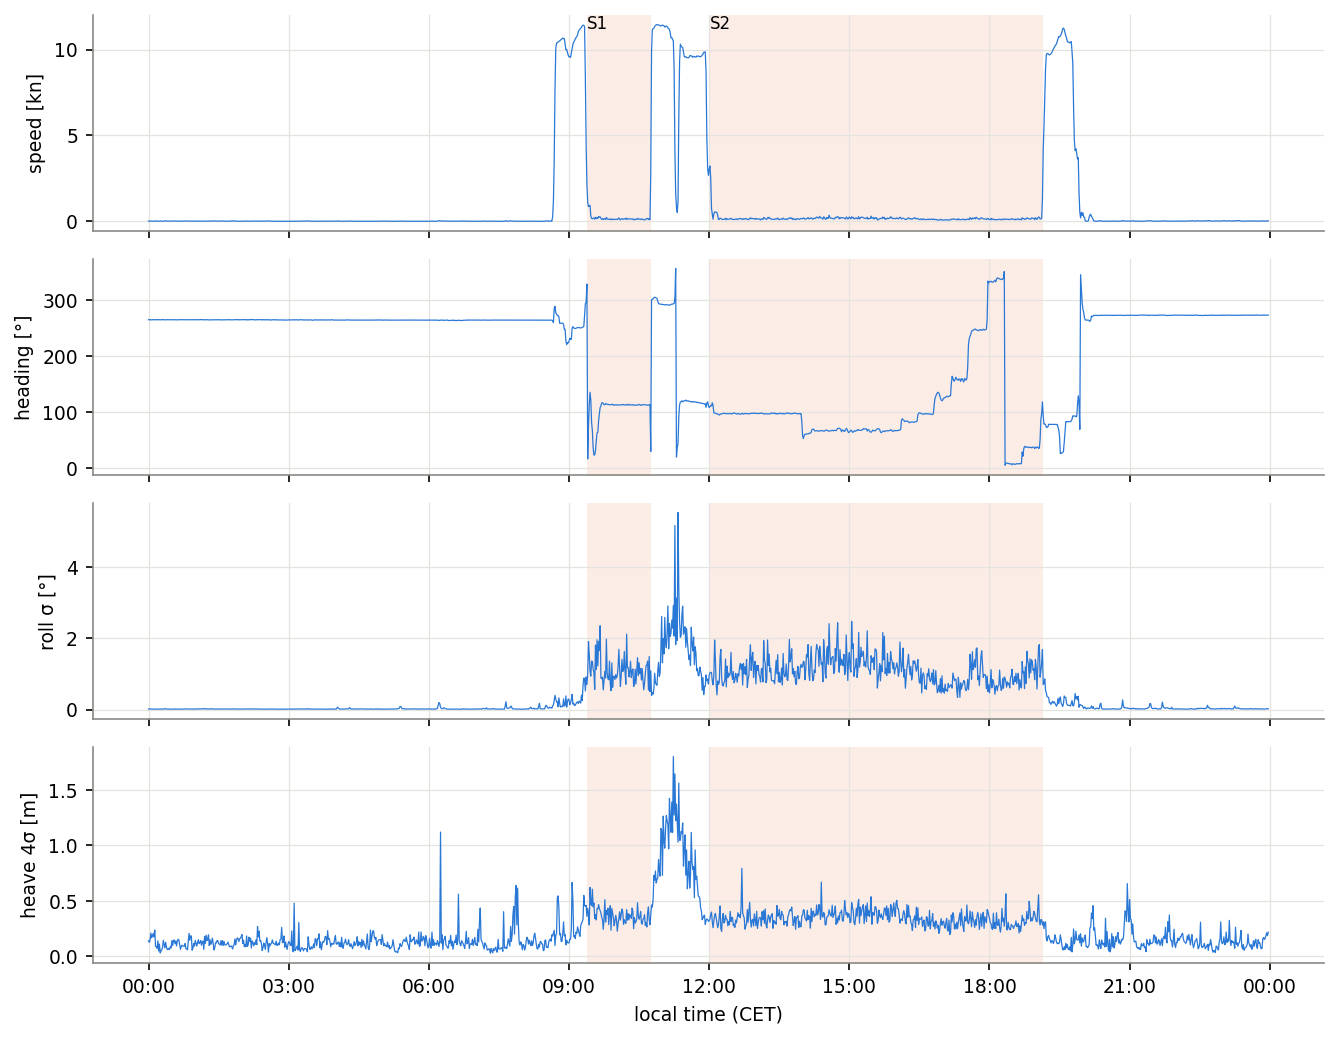 S1
S2
speed [kn]
10
5
0
heading [°]
300
200
100
0
roll σ [°]
4
2
0
heave 4σ [m]
1.5
1.0
0.5
0.0
00:00 03:00 06:00 09:00 12:00 15:00 18:00 21:00 00:00
local time (CET)